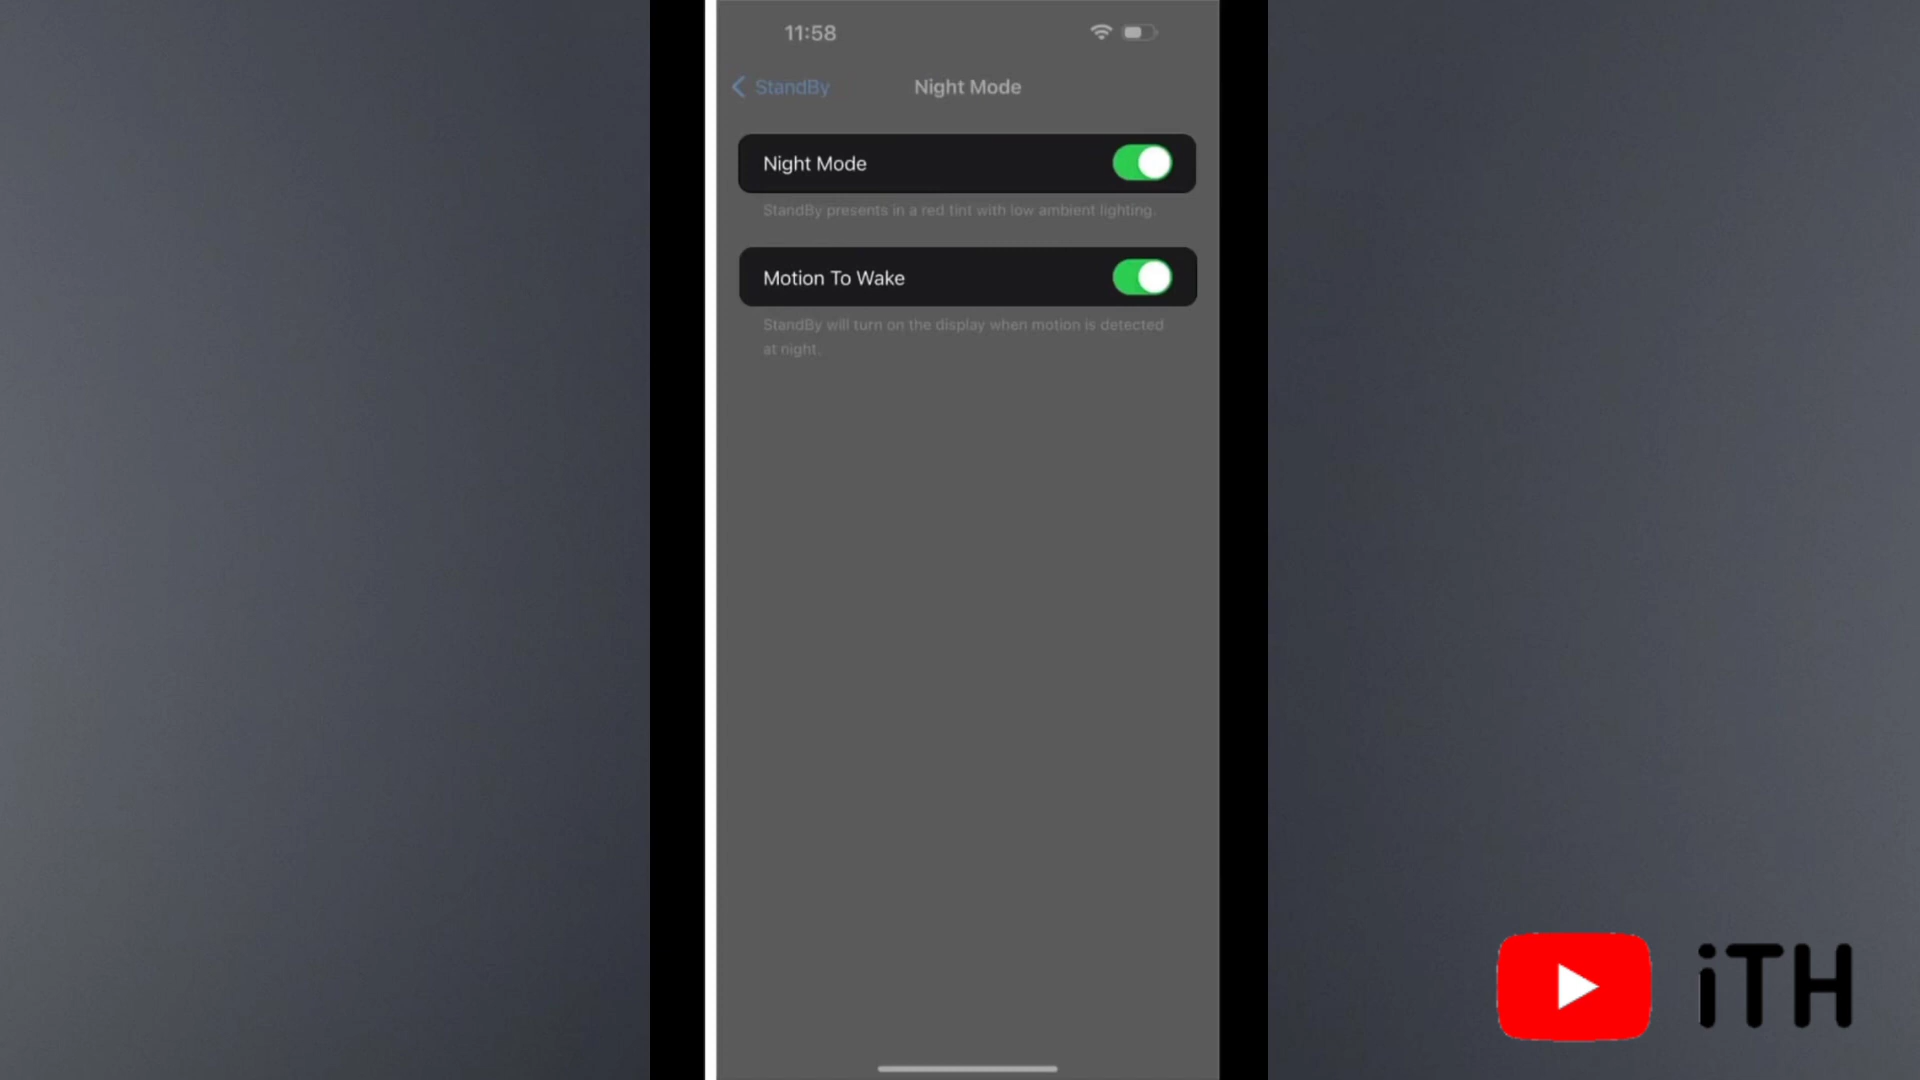 11:58
StandBy
Night Mode
Night Mode
StandBy presents in a red tint with low ambient lighting.
Motion To Wake
StandBy will turn on the display when motion is detected
at night.
iTH